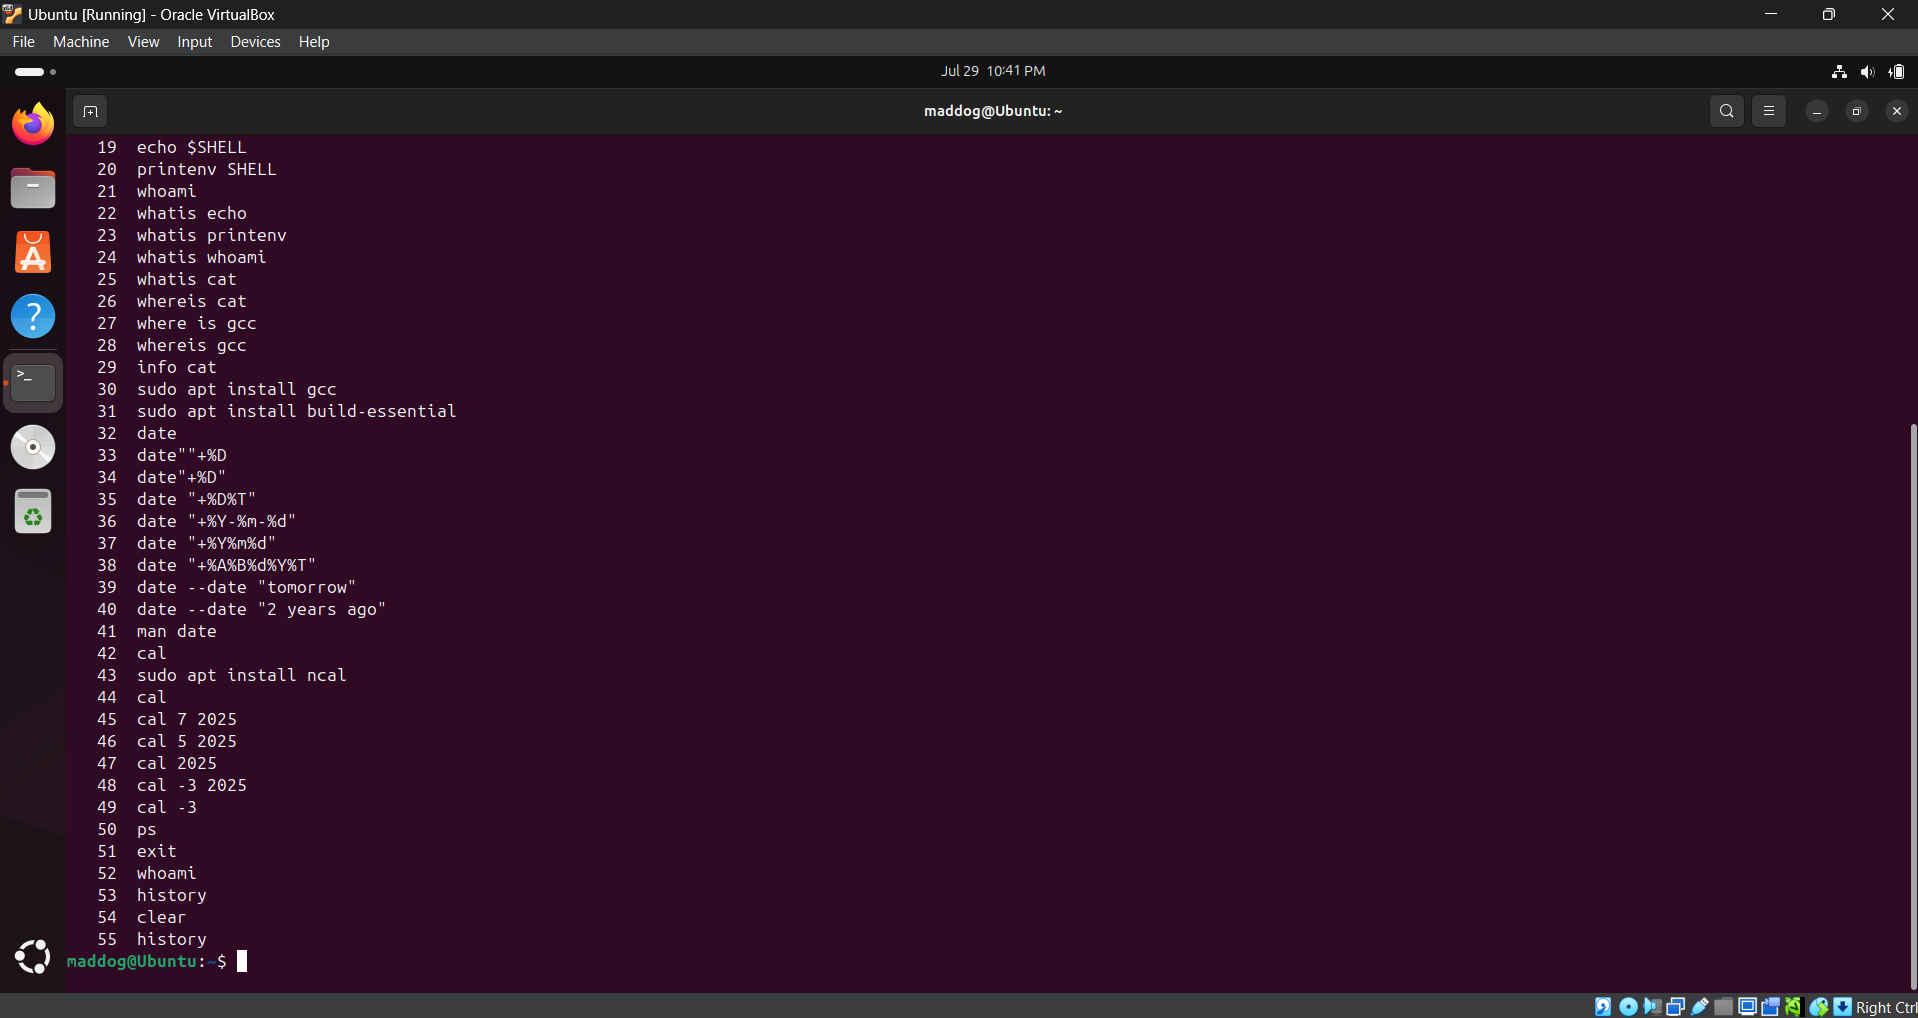 Ubuntu [Running] - Oracle VirtualBox
File Machine View Input Devices Help
Jul 29 10:41 PM
maddog@Ubuntu: ~
19 echo $SHELL
20 printenv SHELL
21 whoami
22 whatis echo
23 whatis printenv
24 whatis whoami
25 whatis cat
26 whereis cat
27 where is gcc
28 whereis gcc
29 info cat
30 sudo apt install gcc
31 sudo apt install build-essential
32 date
33 date""+%D
34 date"+%D"
35 date "+%D%T"
36 date "+%Y-%m-%d"
37 date "+%Y%m%d"
38 date "+%A%B%d%Y%T"
39 date --date "tomorrow"
40 date --date "2 years ago"
41 man date
42 cal
43 sudo apt install ncal
44 cal
45 cal 7 2025
46 cal 5 2025
47 cal 2025
48 cal -3 2025
49 cal -3
50 ps
51 exit
52 whoami
53 history
54 clear
55 history
maddog@Ubuntu:~$
Right Ctrl